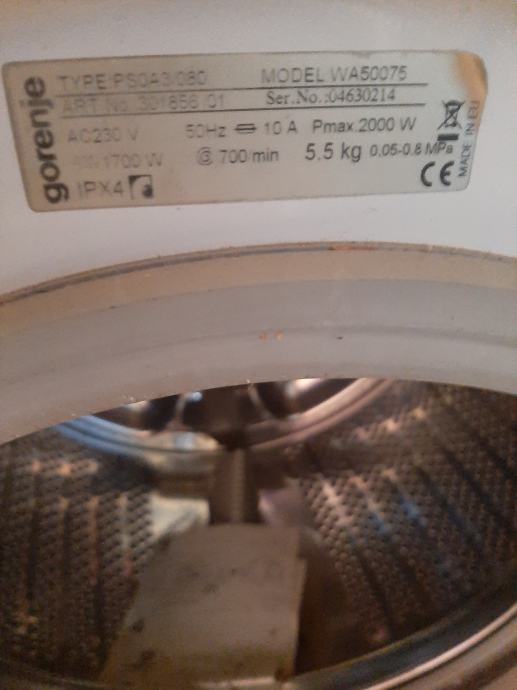 gorenje
TYPE PS0A3/080 MODEL WA50075
ART.No. 301856/01 Ser.No.:04630214
AC230 V 50Hz 10 A Pmax.2000 W
1700 W 700/min 5.5 kg 0,05-0,8 MPa
IPX4 CE
MADE IN EU